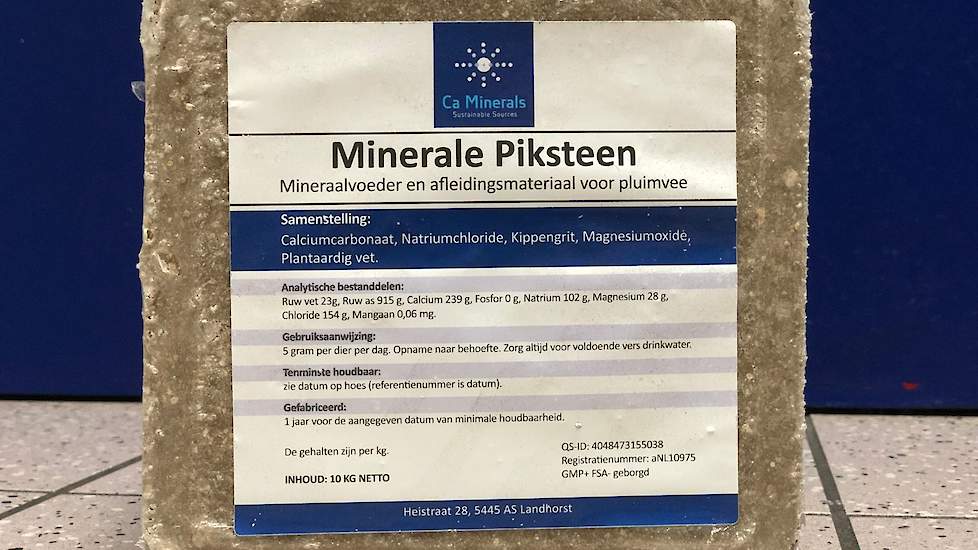 Ca Minerals
Sustainable Sources
Minerale Piksteen
Mineraalvoeder en afleidingsmateriaal voor pluimvee
Samenstelling:
Calciumcarbonaat, Natriumchloride, Kippengrit, Magnesiumoxide,
Plantaardig vet.
Analytische bestanddelen:
Ruw vet 23g, Ruw as 915 g, Calcium 239 g, Fosfor 0 g, Natrium 102 g, Magnesium 28 g,
Chloride 154 g, Mangaan 0,06 mg.
Gebruiksaanwijzing:
5 gram per dier per dag. Opname naar behoefte. Zorg altijd voor voldoende vers drinkwater.
Tenminste houdbaar:
zie datum op hoes (referentienummer is datum).
Gefabriceerd:
1 jaar voor de aangegeven datum van minimale houdbaarheid.
De gehalten zijn per kg.
INHOUD: 10 KG NETTO
QS-ID: 4048473155038
Registratienummer: aNL10975
GMP+ FSA- geborgd
Heistraat 28, 5445 AS Landhorst